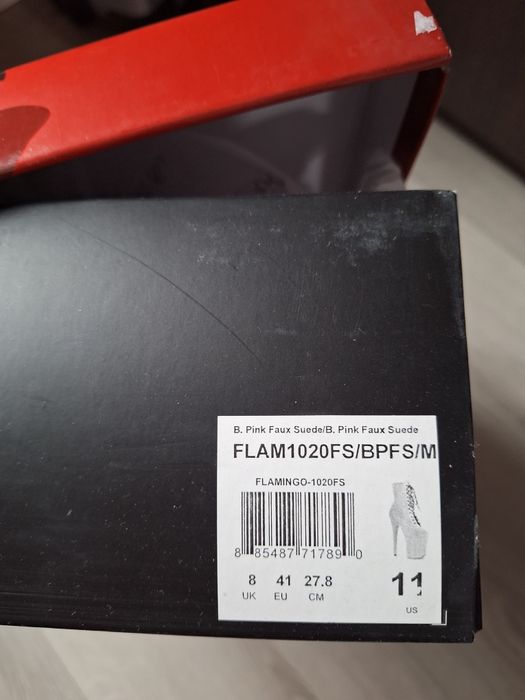 B. Pink Faux Suede/B. Pink Faux Suede
FLAM1020FS/BPFS/M
FLAMINGO-1020FS
8 85487 71789 0
8 41 27.8 11
UK EU CM US